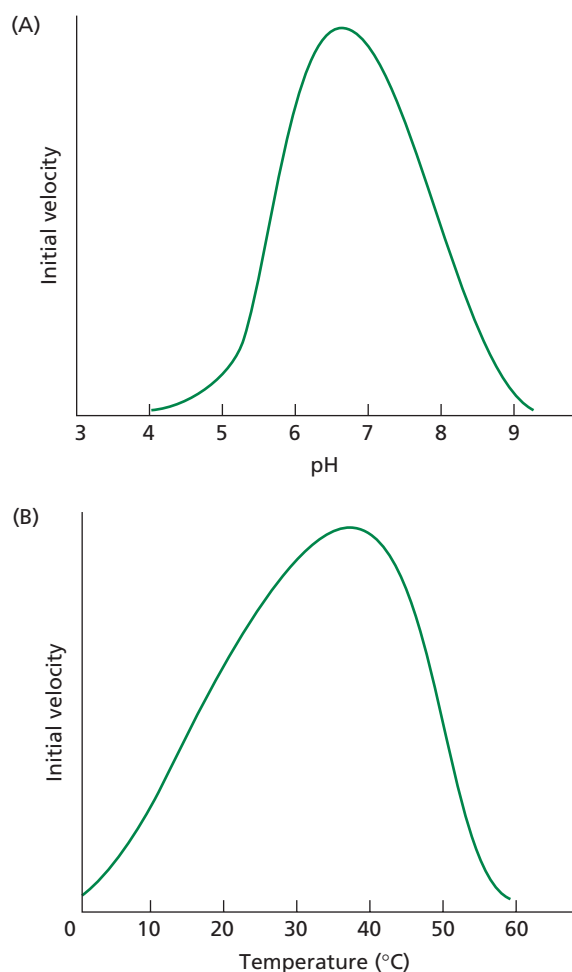 (A)
Initial velocity
3 4 5 6 7 8 9
pH
(B)
Initial velocity
0 10 20 30 40 50 60
Temperature (°C)